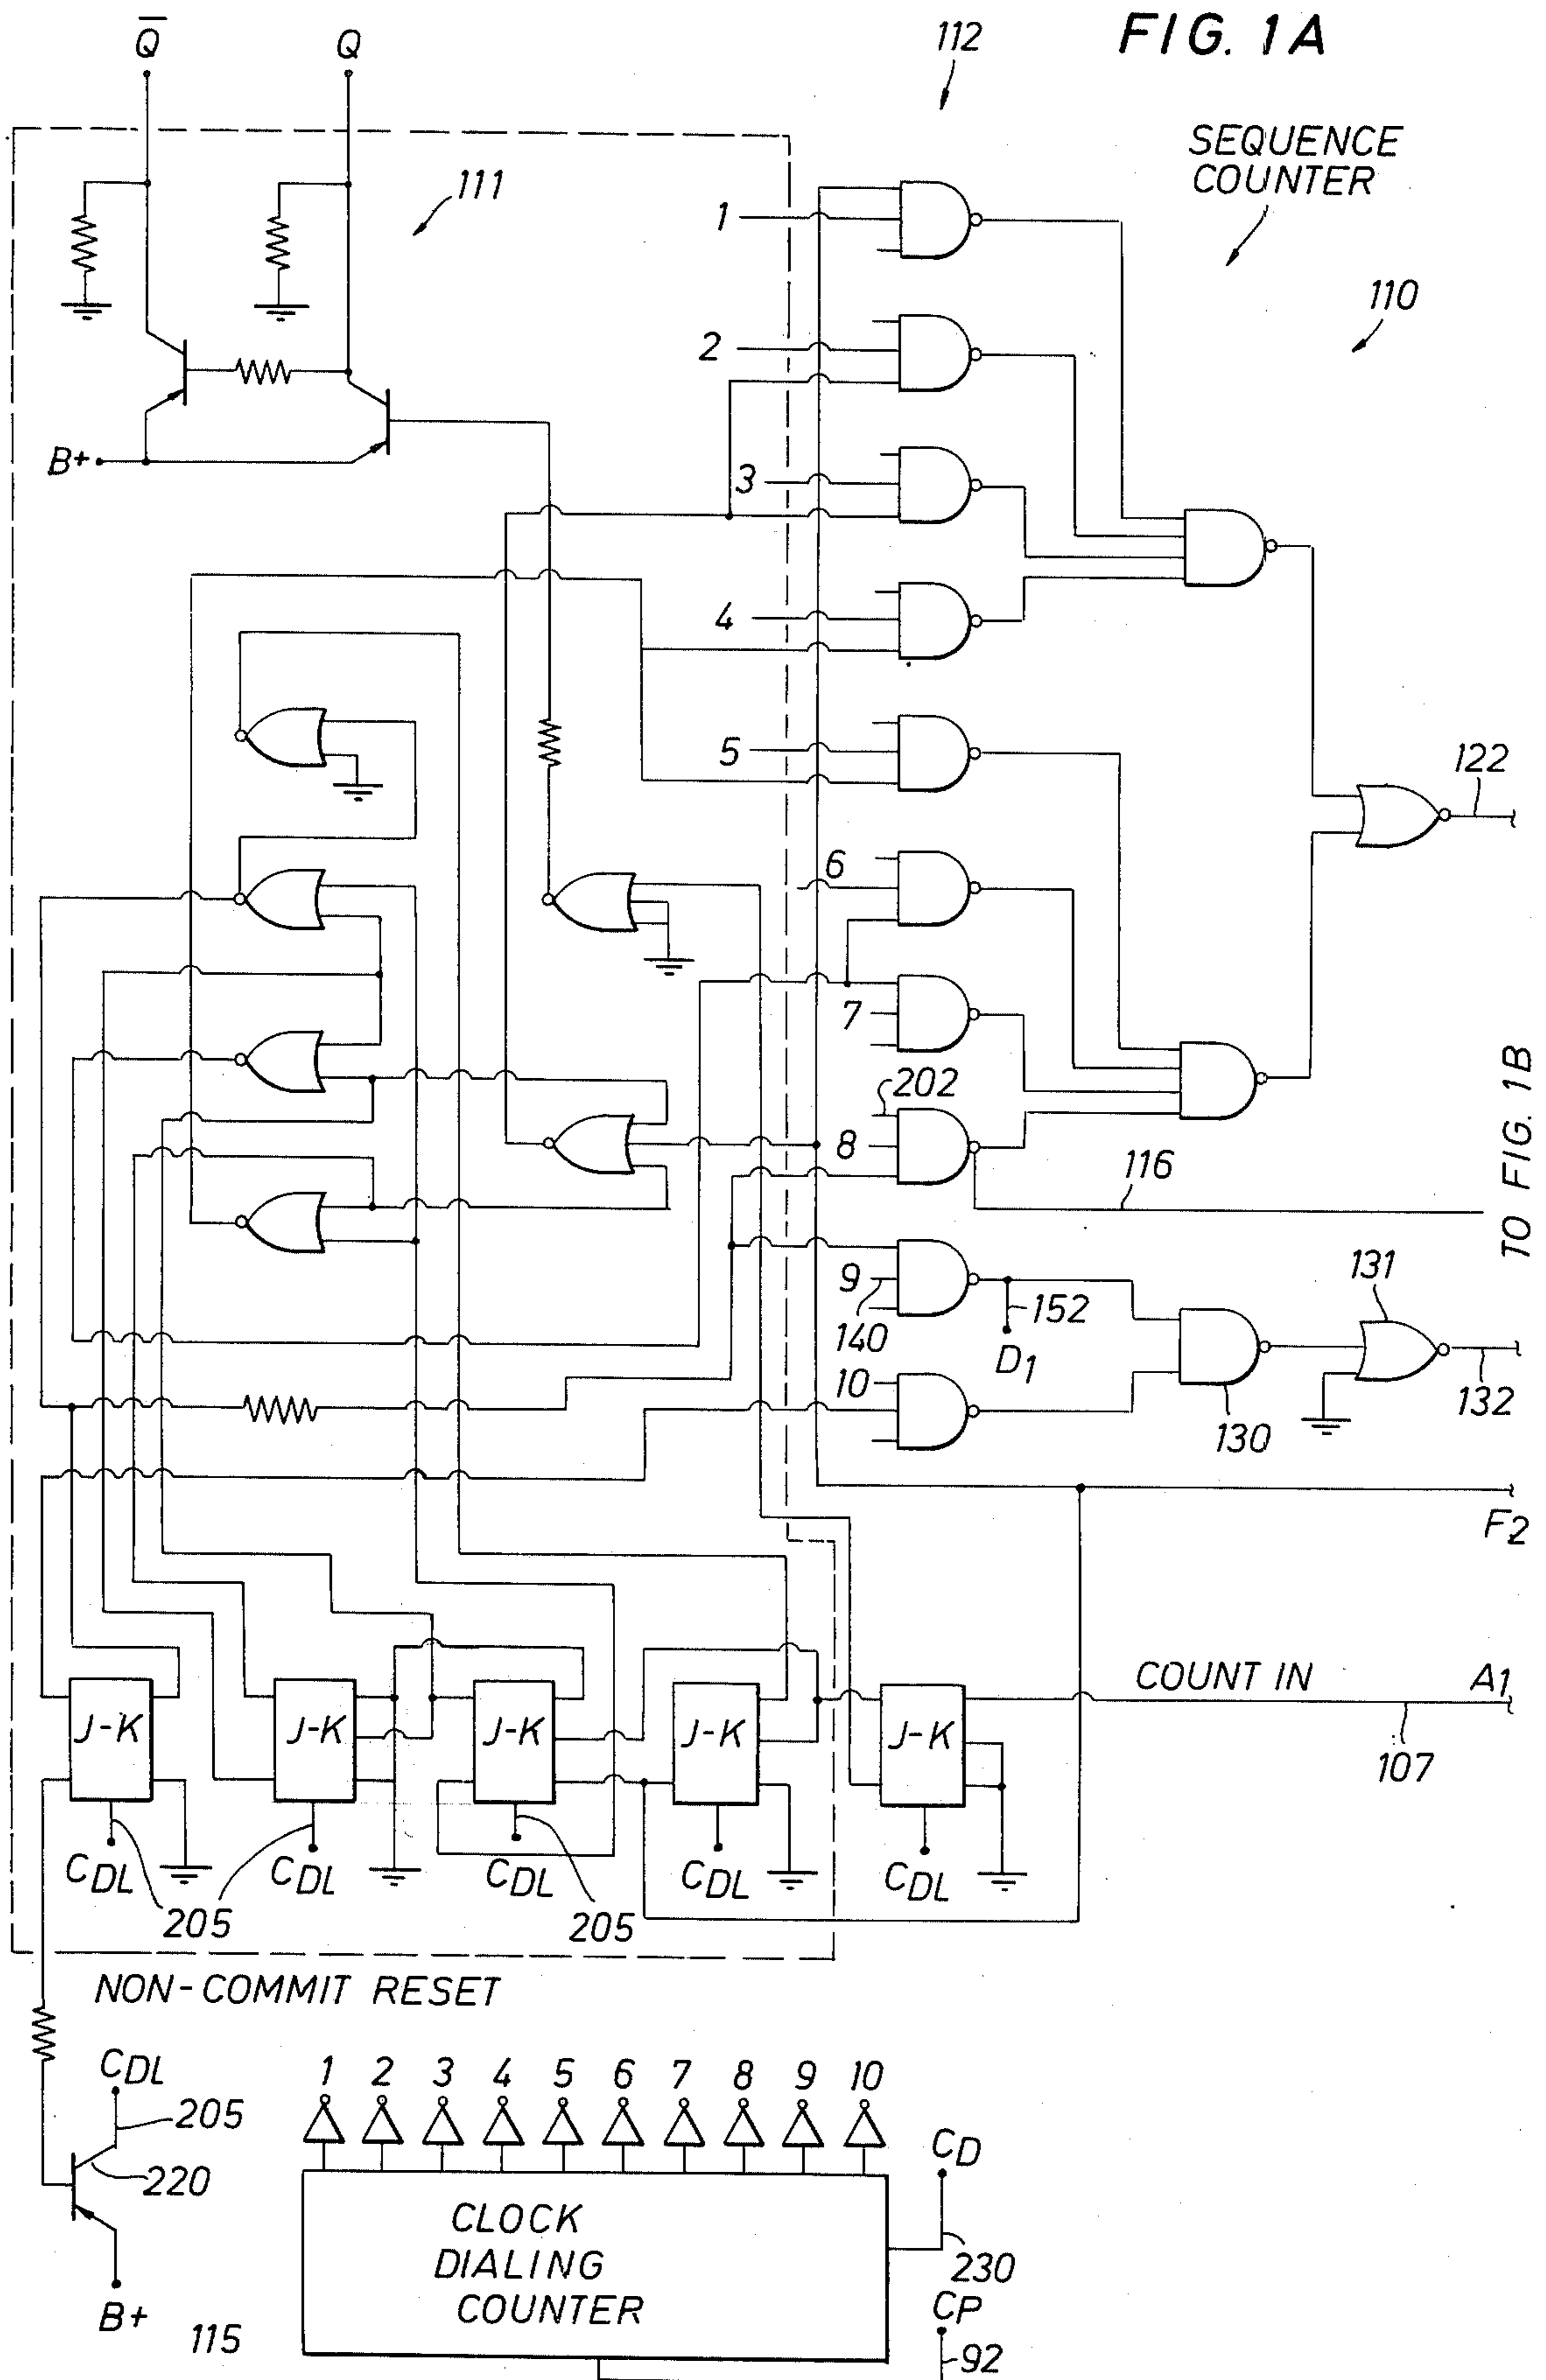 FIG. 1A
Q̅
Q
112
SEQUENCE
COUNTER
111
110
1
2
3
B+
4
5
122
6
7
202
8
116
TO FIG. 1B
9
140
152
D1
131
10
130
132
F2
COUNT IN
A1
107
J-K
J-K
J-K
J-K
J-K
CDL
CDL
CDL
CDL
CDL
205
205
NON-COMMIT RESET
CDL
205
220
B+
115
1 2 3 4 5 6 7 8 9 10
CLOCK
DIALING
COUNTER
CD
230
CP
92